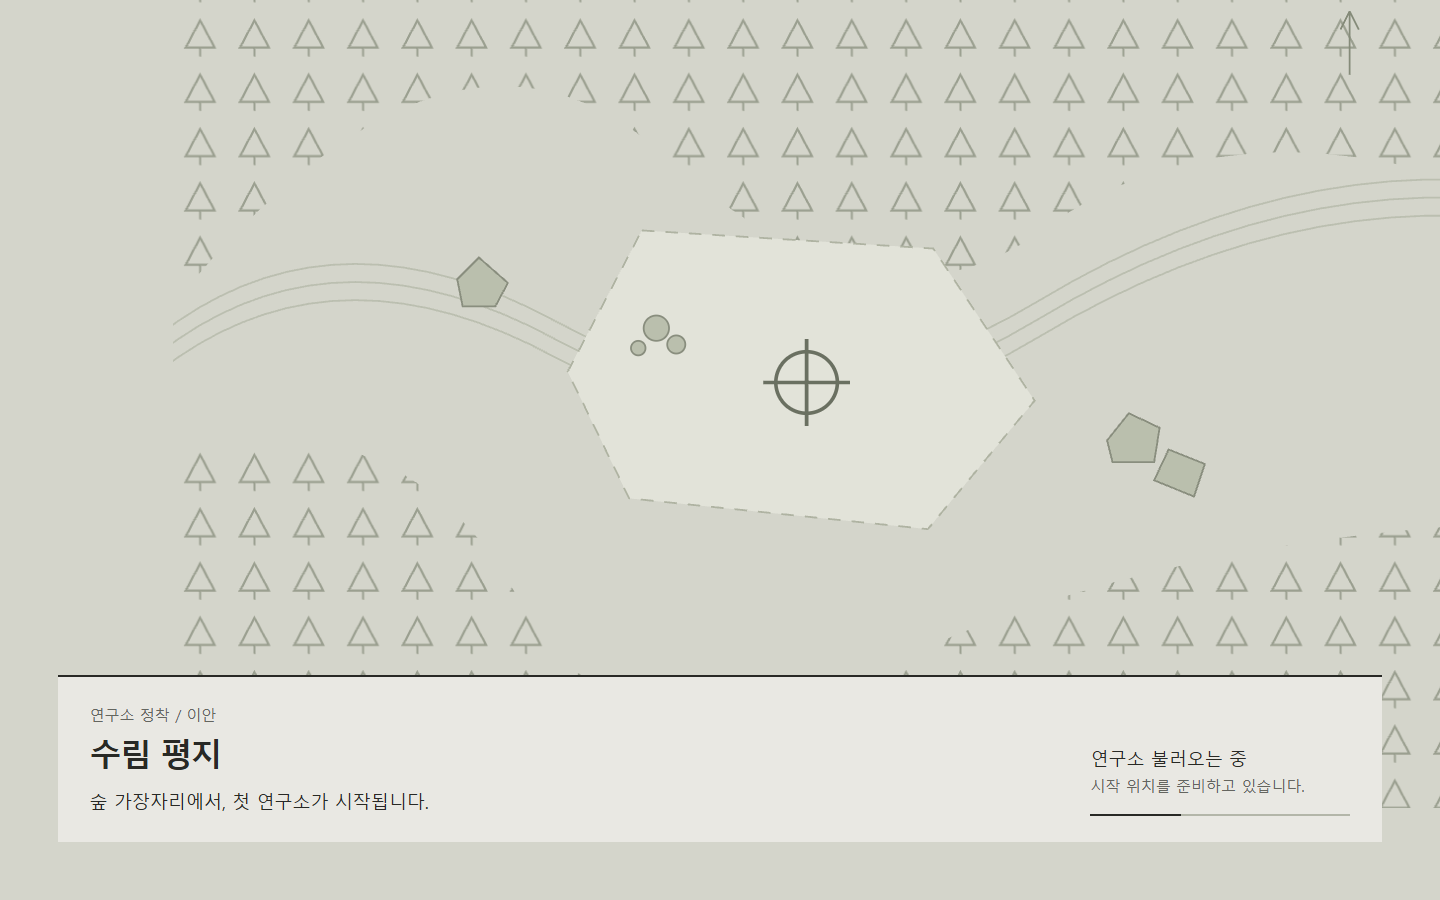 연구소 정착 / 이안
수림 평지
숲 가장자리에서, 첫 연구소가 시작됩니다.
연구소 불러오는 중
시작 위치를 준비하고 있습니다.